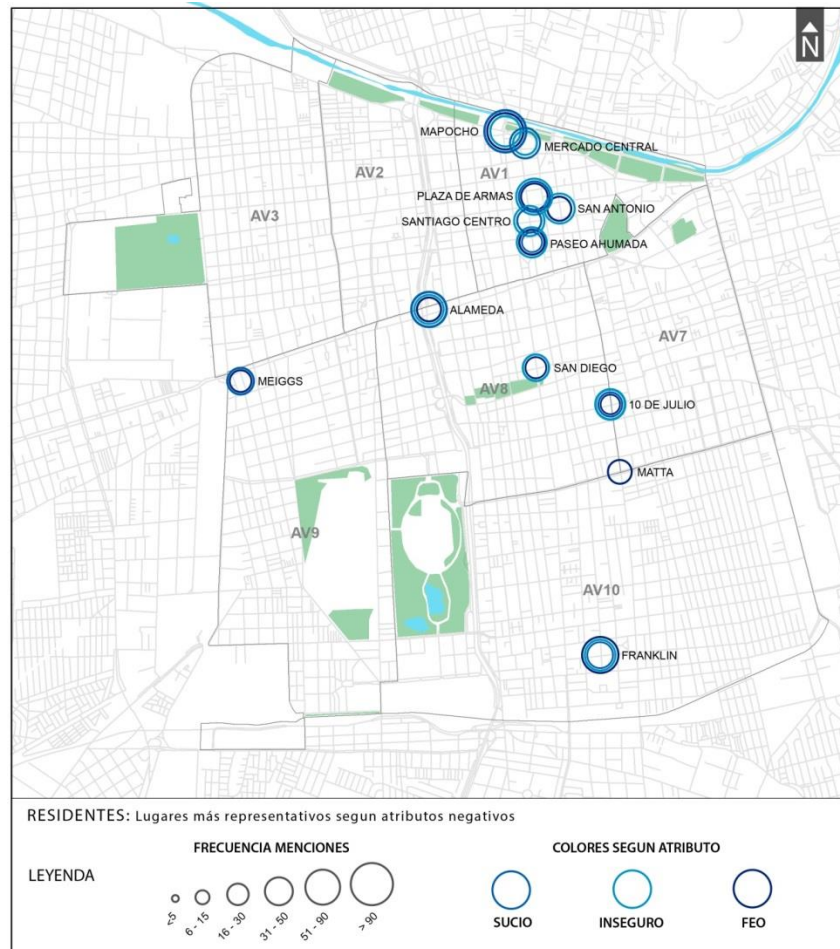 N
MAPOCHO
MERCADO CENTRAL
AV2
AV1
PLAZA DE ARMAS
SAN ANTONIO
AV3
SANTIAGO CENTRO
PASEO AHUMADA
ALAMEDA
AV7
SAN DIEGO
MEIGGS
AV8
10 DE JULIO
MATTA
AV9
AV10
FRANKLIN
RESIDENTES: Lugares más representativos segun atributos negativos
FRECUENCIA MENCIONES
COLORES SEGUN ATRIBUTO
LEYENDA
<5
6 - 15
16 - 30
31 - 50
51 - 90
> 90
SUCIO
INSEGURO
FEO